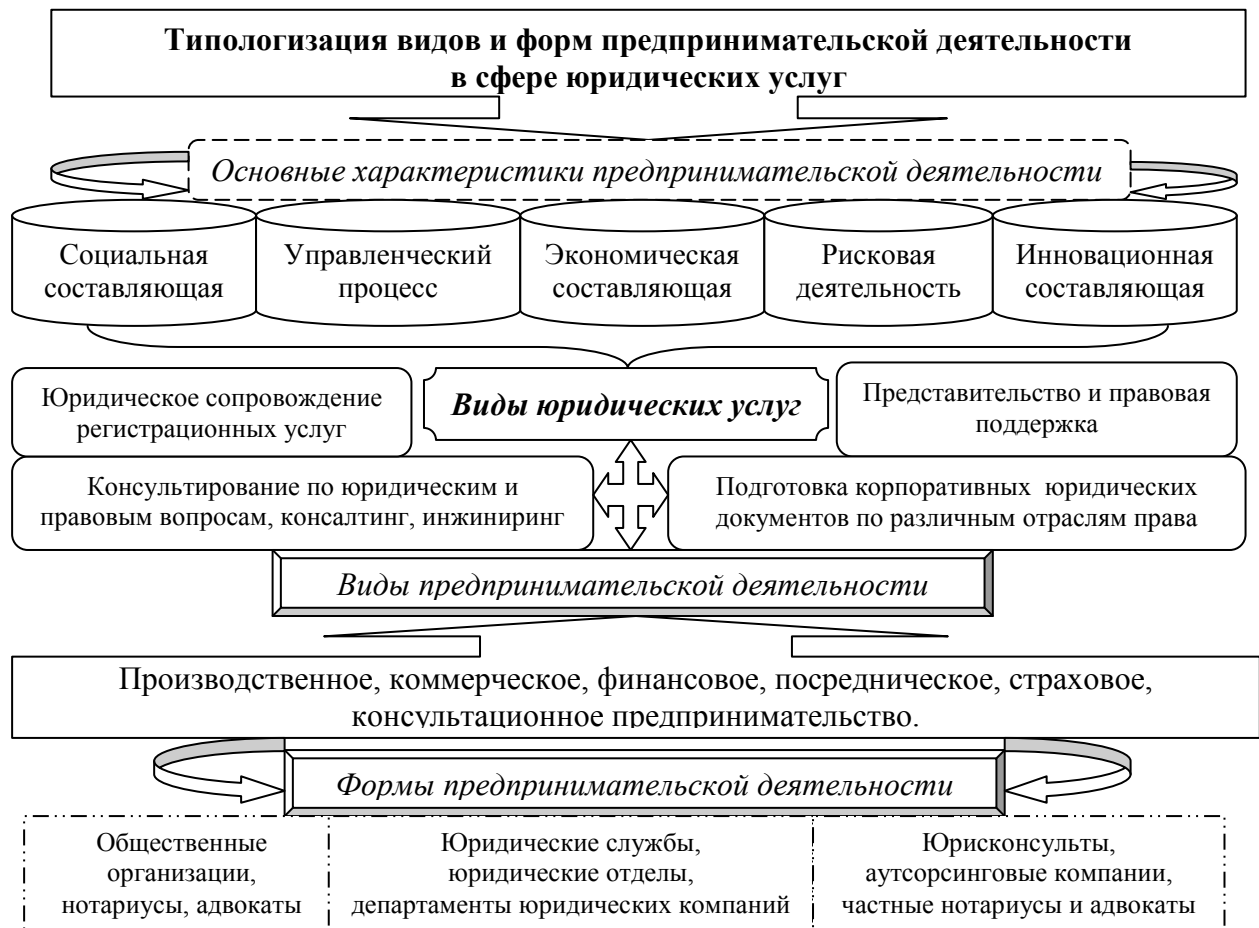 Типологизация видов и форм предпринимательской деятельности
в сфере юридических услуг
Основные характеристики предпринимательской деятельности
Социальная
составляющая
Управленческий
процесс
Экономическая
составляющая
Рисковая
деятельность
Инновационная
составляющая
Юридическое сопровождение
регистрационных услуг
Виды юридических услуг
Представительство и правовая
поддержка
Консультирование по юридическим и
правовым вопросам, консалтинг, инжиниринг
Подготовка корпоративных юридических
документов по различным отраслям права
Виды предпринимательской деятельности
Производственное, коммерческое, финансовое, посредническое, страховое,
консультационное предпринимательство.
Формы предпринимательской деятельности
Общественные
организации,
нотариусы, адвокаты
Юридические службы,
юридические отделы,
департаменты юридических компаний
Юрисконсульты,
аутсорсинговые компании,
частные нотариусы и адвокаты